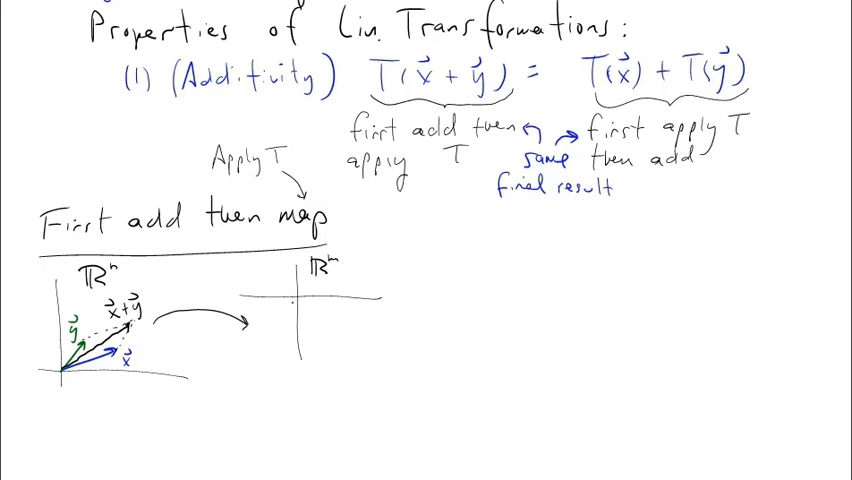 Properties of Lin. Transformations:
(1) (Additivity) T(x⃗ + y⃗) = T(x⃗) + T(y⃗)
first add then apply T
same final result
first apply T then add
Apply T
First add then map
ℝⁿ
ℝᵐ
x⃗+y⃗
y⃗
x⃗